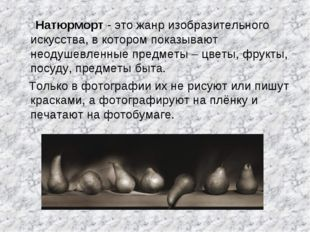 Натюрморт - это жанр изобразительного
искусства, в котором показывают
неодушевленные предметы – цветы, фрукты,
посуду, предметы быта.
Только в фотографии их не рисуют или пишут
красками, а фотографируют на плёнку и
печатают на фотобумаге.